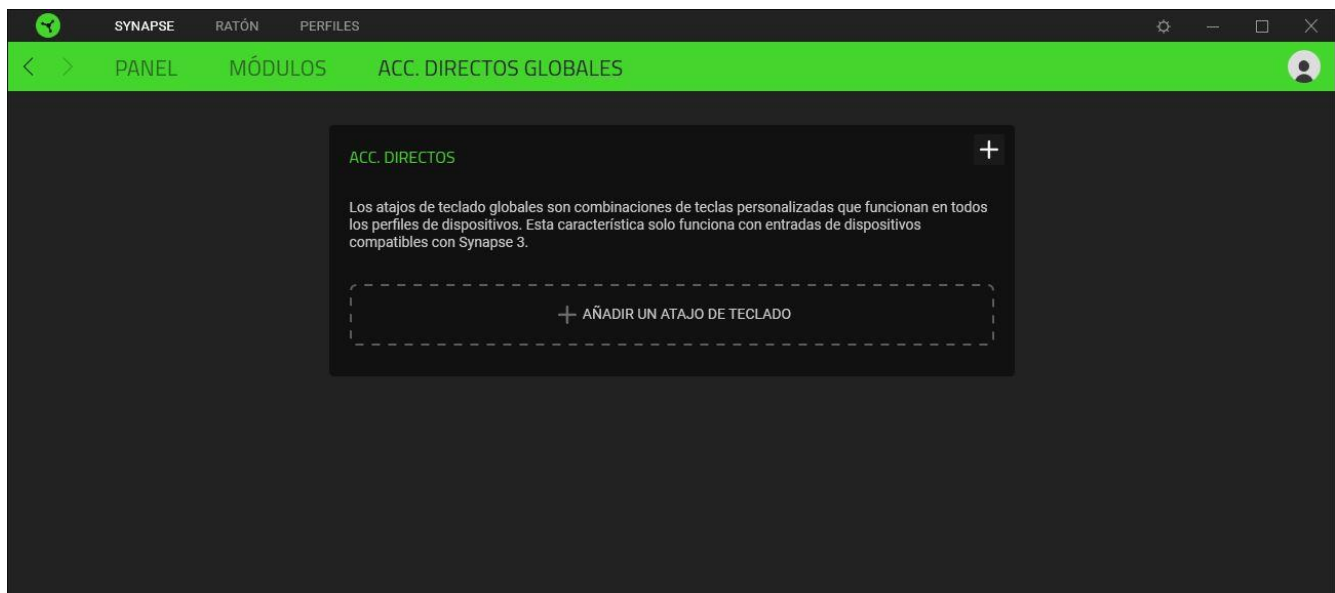 SYNAPSE RATÓN PERFILES
PANEL MÓDULOS ACC. DIRECTOS GLOBALES
ACC. DIRECTOS
Los atajos de teclado globales son combinaciones de teclas personalizadas que funcionan en todos
los perfiles de dispositivos. Esta característica solo funciona con entradas de dispositivos
compatibles con Synapse 3.
AÑADIR UN ATAJO DE TECLADO